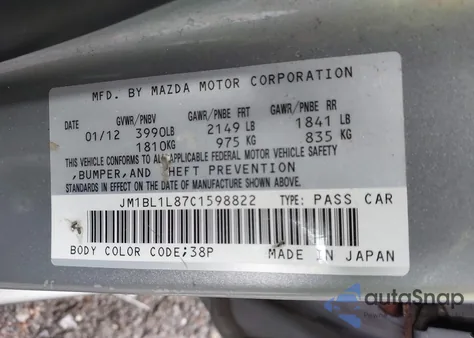 MFD. BY MAZDA MOTOR CORPORATION
DATE GVWR/PNBV GAWR/PNBE FRT GAWR/PNBE RR
01/12 3990LB 2149 LB 1841 LB
1810KG 975 KG 835 KG
THIS VEHICLE CONFORMS TO ALL APPLICABLE FEDERAL MOTOR VEHICLE SAFETY
,BUMPER,AND THEFT PREVENTION
STANDARDS IN EFFECT ON THE DATE OF MANUFACTURE SHOWN ABOVE.
JM1BL1L87C1598822 TYPE: PASS CAR
BODY COLOR CODE;38P MADE IN JAPAN
autoSnap